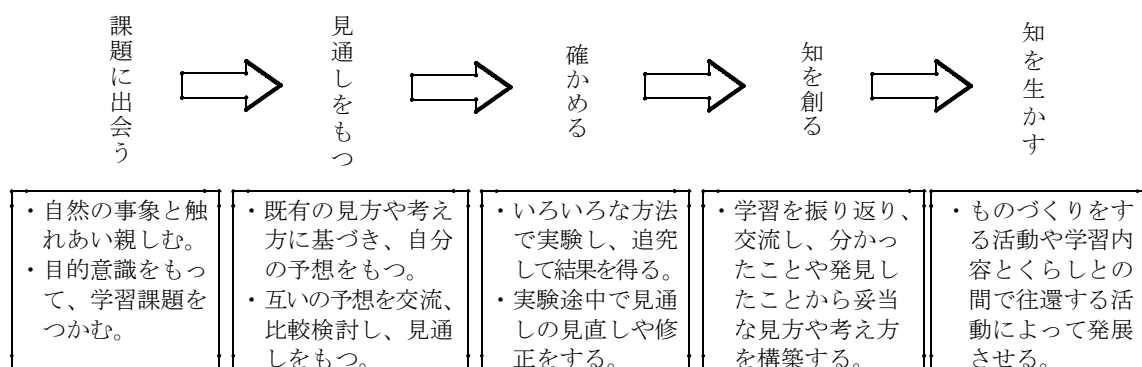 課題に出会う
見通しをもつ
確かめる
知を創る
知を生かす
・自然の事象と触
れあい親しむ。
・目的意識をもっ
て、学習課題を
つかむ。
・既有の見方や考え
方に基づき、自分
の予想をもつ。
・互いの予想を交流、
比較検討し、見通
しをもつ。
・いろいろな方法
で実験し、追究
して結果を得る。
・実験途中で見通
しの見直しや修
正をする。
・学習を振り返り、
交流し、分かっ
たことや発見し
たことから妥当
な見方や考え方
を構築する。
・ものづくりをす
る活動や学習内
容とくらしとの
間で往還する活
動によって発展
させる。